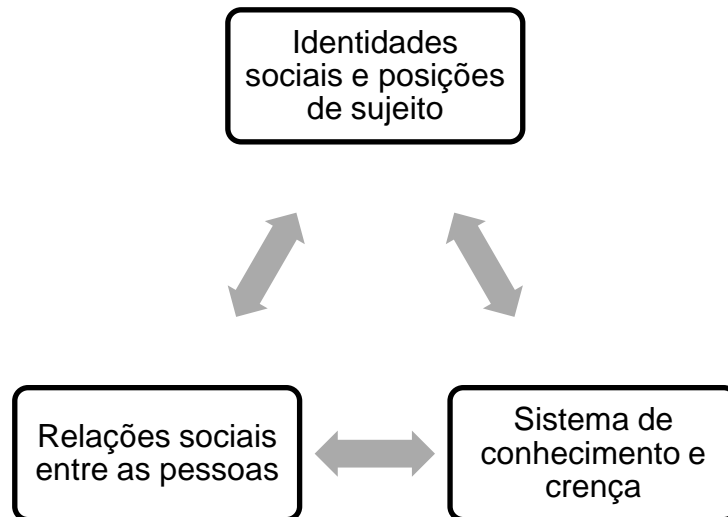 Identidades
sociais e posições
de sujeito
Relações sociais
entre as pessoas
Sistema de
conhecimento e
crença